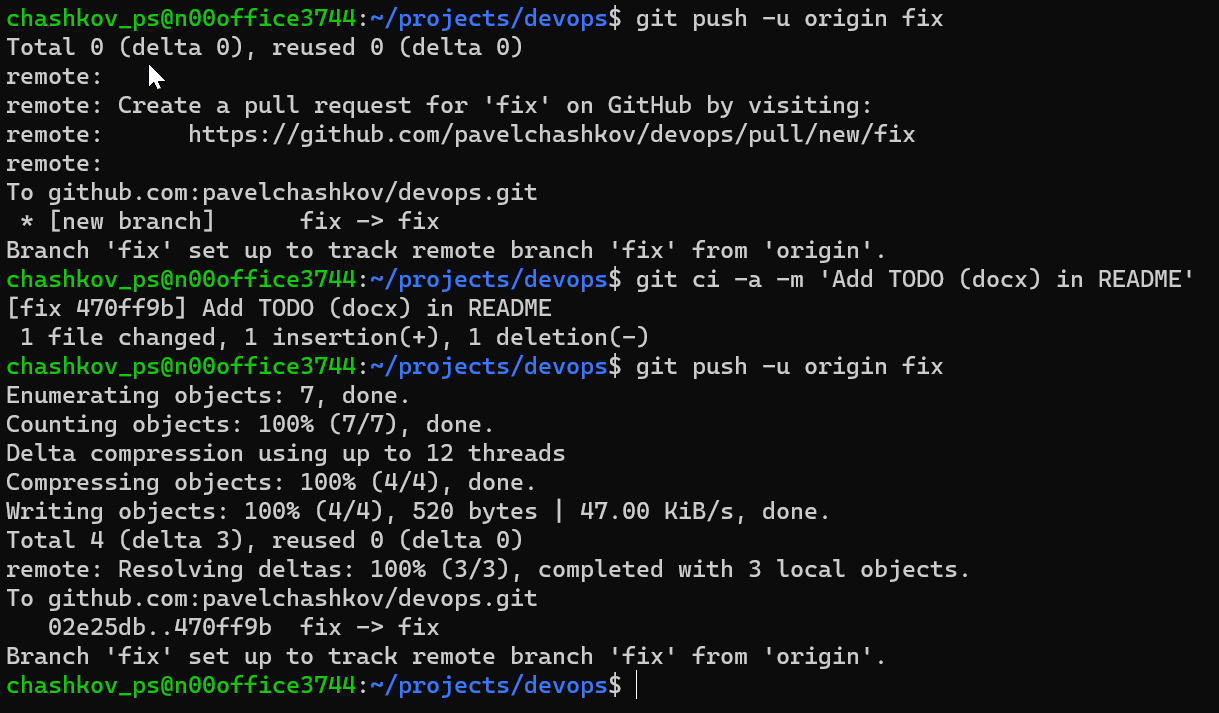 chashkov_ps@n00office3744:~/projects/devops$ git push -u origin fix
Total 0 (delta 0), reused 0 (delta 0)
remote:
remote: Create a pull request for 'fix' on GitHub by visiting:
remote:      https://github.com/pavelchashkov/devops/pull/new/fix
remote:
To github.com:pavelchashkov/devops.git
 * [new branch]      fix -> fix
Branch 'fix' set up to track remote branch 'fix' from 'origin'.
chashkov_ps@n00office3744:~/projects/devops$ git ci -a -m 'Add TODO (docx) in README'
[fix 470ff9b] Add TODO (docx) in README
 1 file changed, 1 insertion(+), 1 deletion(-)
chashkov_ps@n00office3744:~/projects/devops$ git push -u origin fix
Enumerating objects: 7, done.
Counting objects: 100% (7/7), done.
Delta compression using up to 12 threads
Compressing objects: 100% (4/4), done.
Writing objects: 100% (4/4), 520 bytes | 47.00 KiB/s, done.
Total 4 (delta 3), reused 0 (delta 0)
remote: Resolving deltas: 100% (3/3), completed with 3 local objects.
To github.com:pavelchashkov/devops.git
   02e25db..470ff9b  fix -> fix
Branch 'fix' set up to track remote branch 'fix' from 'origin'.
chashkov_ps@n00office3744:~/projects/devops$